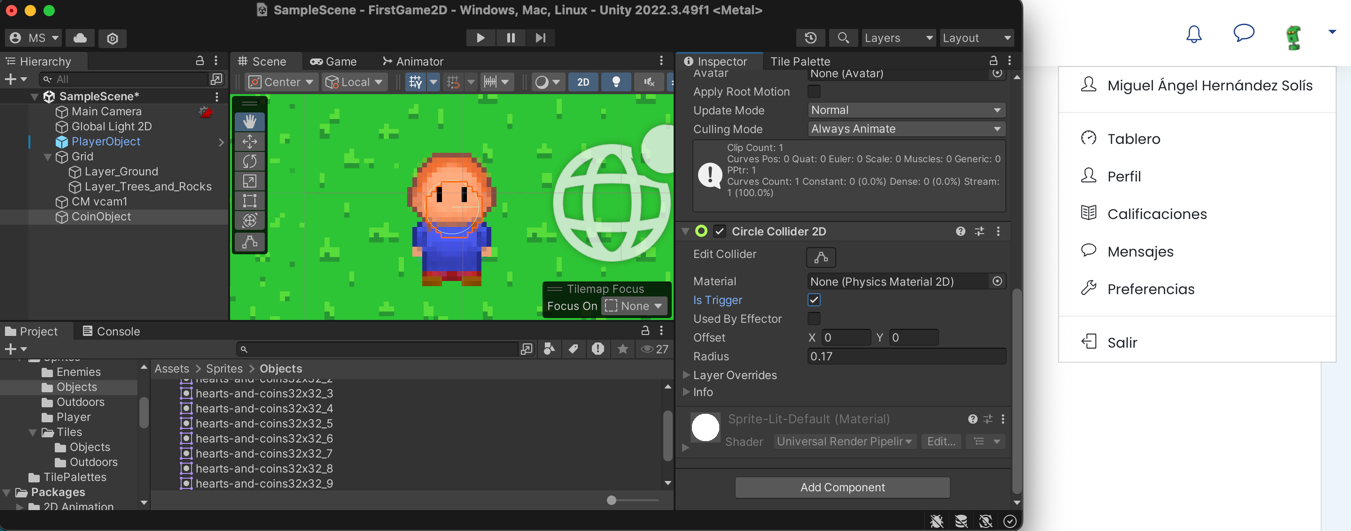 SampleScene - FirstGame2D - Windows, Mac, Linux - Unity 2022.3.49f1 <Metal>
MS
Layers
Layout
Hierarchy
All
SampleScene*
Main Camera
Global Light 2D
PlayerObject
Grid
Layer_Ground
Layer_Trees_and_Rocks
CM vcam1
CoinObject
Scene
Game
Animator
Center
Local
2D
Tilemap Focus
Focus On
None
Inspector
Tile Palette
Avatar
None (Avatar)
Apply Root Motion
Update Mode
Normal
Culling Mode
Always Animate
Clip Count: 1
Curves Pos: 0 Quat: 0 Euler: 0 Scale: 0 Muscles: 0 Generic: 0
PPtr: 1
Curves Count: 1 Constant: 0 (0.0%) Dense: 0 (0.0%) Stream:
1 (100.0%)
Circle Collider 2D
Edit Collider
Material
None (Physics Material 2D)
Is Trigger
Used By Effector
Offset
X 0
Y 0
Radius
0.17
Layer Overrides
Info
Sprite-Lit-Default (Material)
Shader
Universal Render Pipelin
Edit...
Add Component
Project
Console
27
Sprites
Enemies
Objects
Outdoors
Player
Tiles
Objects
Outdoors
TilePalettes
Packages
2D Animation
Assets > Sprites > Objects
hearts-and-coins32x32_2
hearts-and-coins32x32_3
hearts-and-coins32x32_4
hearts-and-coins32x32_5
hearts-and-coins32x32_6
hearts-and-coins32x32_7
hearts-and-coins32x32_8
hearts-and-coins32x32_9
Miguel Ángel Hernández Solís
Tablero
Perfil
Calificaciones
Mensajes
Preferencias
Salir